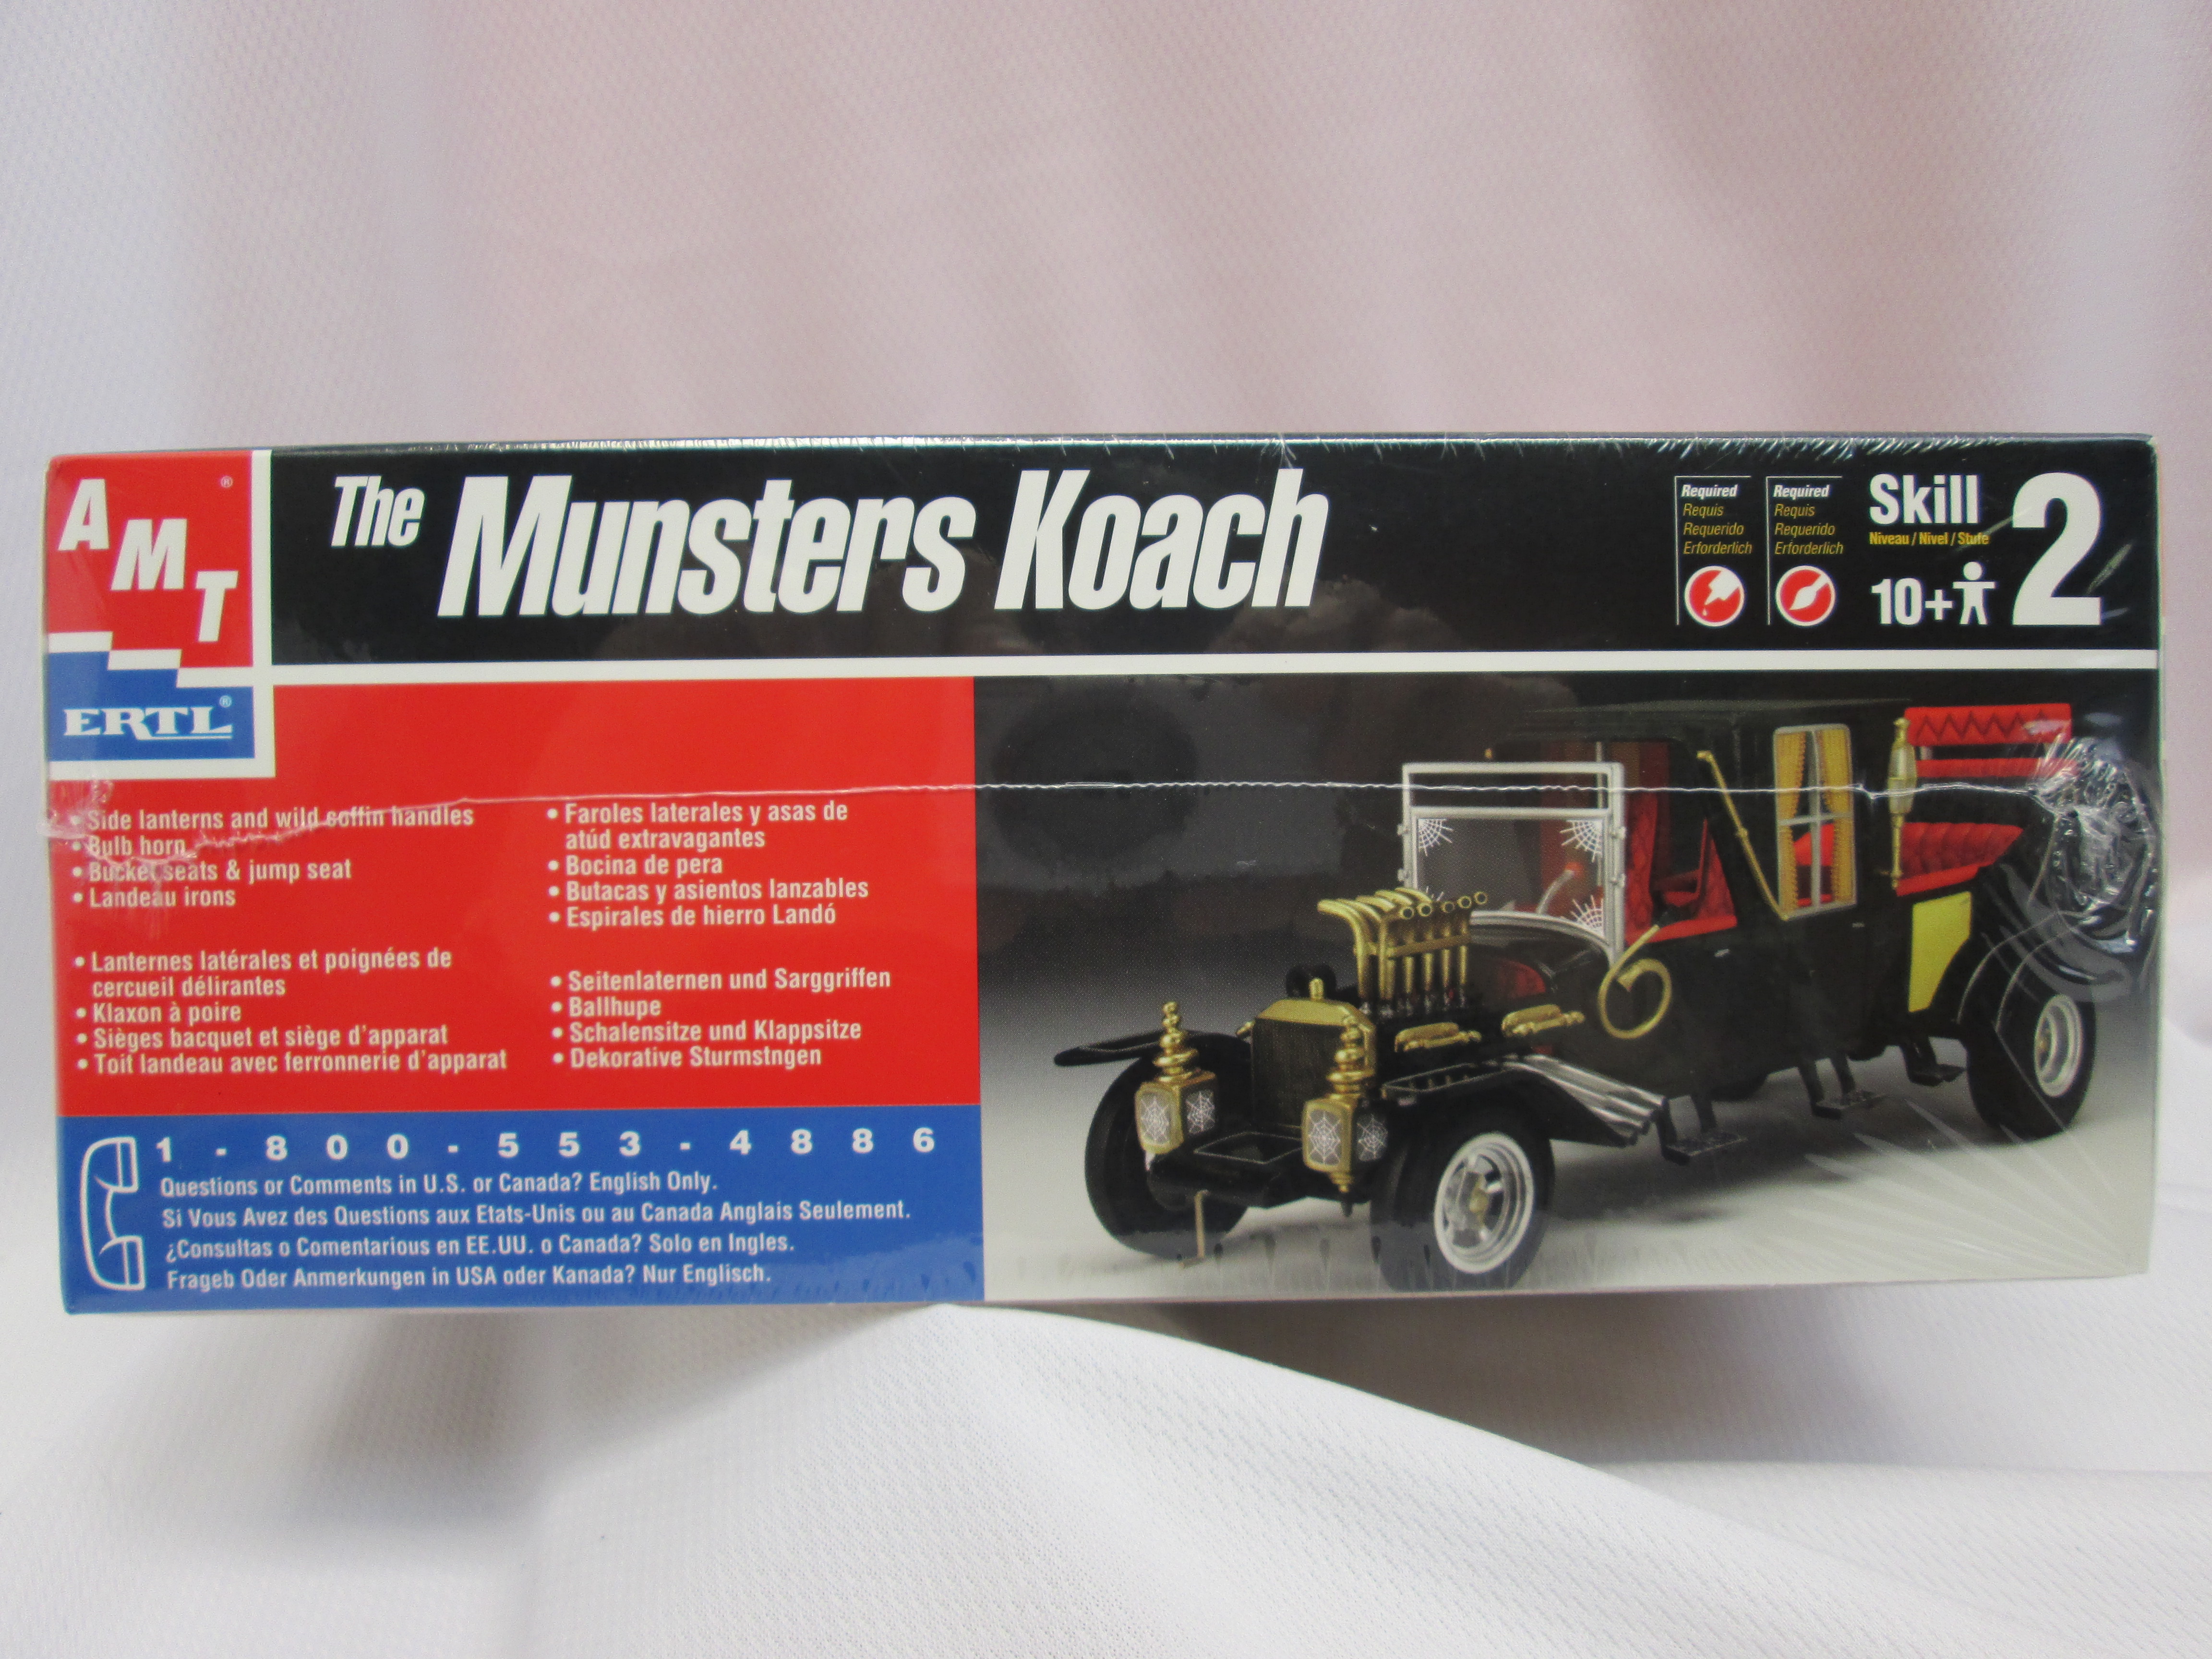 AMT®
ERTL®
The Munsters Koach
Required
Requis
Requerido
Erforderlich
Required
Requis
Requerido
Erforderlich
Skill 2
Niveau / Nivel / Stufe
10+
• Side lanterns and wild coffin handles
• Bulb horn
• Bucket seats & jump seat
• Landeau irons
• Lanternes latérales et poignées de
cercueil délirantes
• Klaxon à poire
• Sièges bacquet et siège d'apparat
• Toit landeau avec ferronnerie d'apparat
• Faroles laterales y asas de
atúd extravagantes
• Bocina de pera
• Butacas y asientos lanzables
• Espirales de hierro Landó
• Seitenlaternen und Sarggriffen
• Ballhupe
• Schalensitze und Klappsitze
• Dekorative Sturmstngen
1-800-553-4886
Questions or Comments in U.S. or Canada? English Only.
Si Vous Avez des Questions aux Etats-Unis ou au Canada Anglais Seulement.
¿Consultas o Comentarious en EE.UU. o Canada? Solo en Ingles.
Frageb Oder Anmerkungen in USA oder Kanada? Nur Englisch.